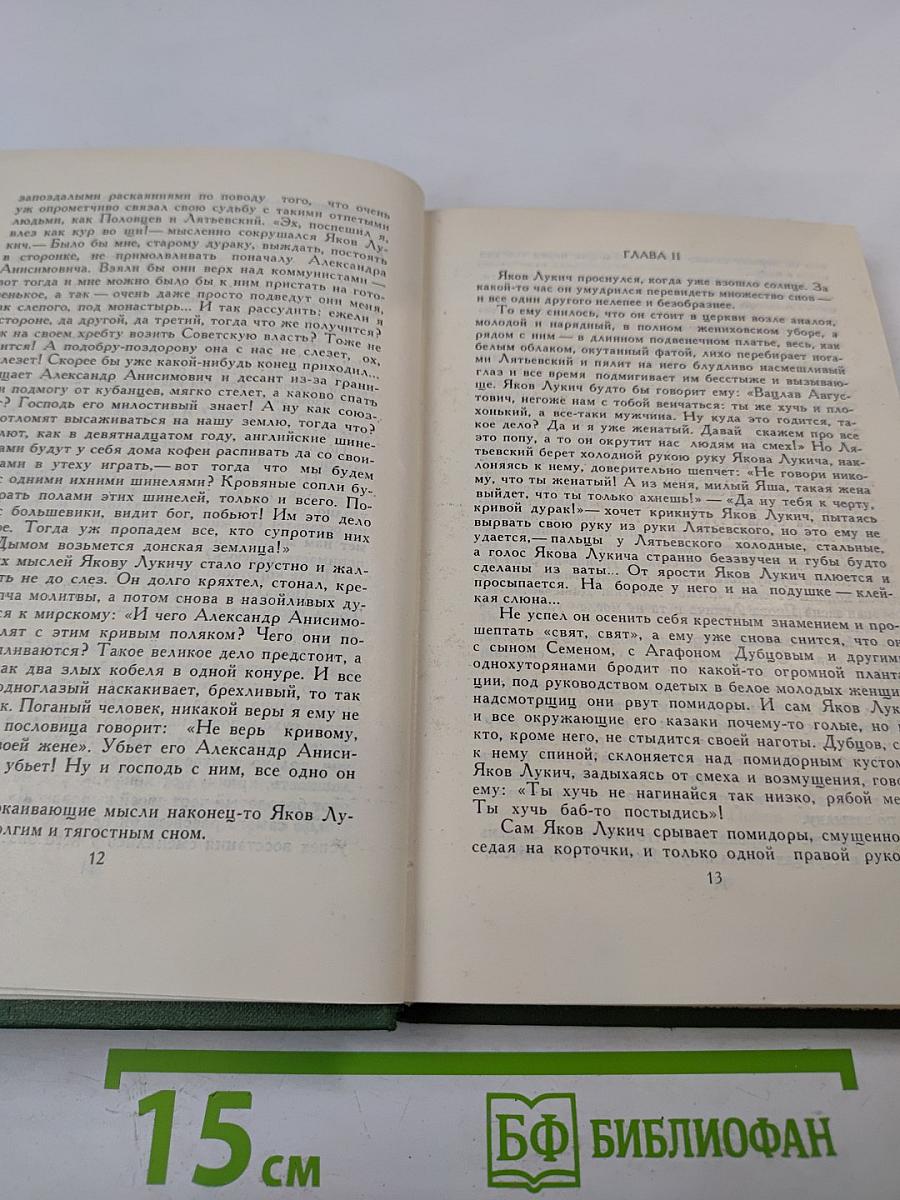 запоздалыми раскаяниями по поводу того, что очень
уж опрометчиво связал свою судьбу с такими отпетыми
людьми, как Половцев и Лятьевский. «Эх, поспешил я,
влез как кур во щи!— мысленно сокрушался Яков Лу-
кич.— Было бы мне, старому дураку, выждать, постоять
в сторонке, не примолвливать поначалу Александра
Анисимовича. Взяли бы они верх над коммунистами —
вот тогда и мне можно было бы к ним пристать на гото-
венькое, а так — очень даже просто подведут они меня,
как слепого, под монастырь... И так рассудить: ежели я
стороне, да другой, да третий, тогда что же получится?
к на своем хребту возить Советскую власть? Тоже не
ится! А подобру-поздорову она с нас не слезет, ох,
слезет! Скорее бы уже какой-нибудь конец приходил...
щает Александр Анисимович и десант из-за грани-
и подмогу от кубанцев, мягко стелет, а каково спать
? Господь его милостивый знает! А ну как союз-
отломят высаживаться на нашу землю, тогда что?
лют, как в девятнадцатом году, английские шине-
ами будут у себя дома кофеи распивать да со свои-
ами в утеху играть,— вот тогда что мы будем
с одними ихними шинелями? Кровяные сопли бу-
рать полами этих шинелей, только и всего. По-
с большевики, видит бог, побьют! Им это дело
ое. Тогда уж пропадем все, кто супротив них
Дымом возьмется донская землица!»
х мыслей Якову Лукичу стало грустно и жал-
ть не до слез. Он долго кряхтел, стонал, кре-
пча молитвы, а потом снова в назойливых ду-
ся к мирскому: «И чего Александр Анисимо-
лят с этим кривым поляком? Чего они по-
пливаются? Такое великое дело предстоит, а
ак два злых кобеля в одной конуре. И все
одноглазый наскакивает, брехливый, то так
к. Поганый человек, никакой веры я ему не
пословица говорит: «Не верь кривому,
воей жене». Убьет его Александр Аниси-
убьет! Ну и господь с ним, все одно он
окаивающие мысли наконец-то Яков Лу-
олгим и тягостным сном.
12
ГЛАВА II
Яков Лукич проснулся, когда уже взошло солнце. За
какой-то час он умудрился перевидеть множество снов —
и все один другого нелепее и безобразнее.
То ему снилось, что он стоит в церкви возле аналоя,
молодой и нарядный, в полном жениховском уборе, а
рядом с ним — в длинном подвенечном платье, весь, как
белым облаком, окутанный фатой, лихо перебирает нога-
ми Лятьевский и пялит на него блудливо насмешливый
глаз и все время подмигивает им бесстыже и вызываю-
ще. Яков Лукич будто бы говорит ему: «Вацлав Авгус-
тович, негоже нам с тобой венчаться: ты же хучь и пло-
хонький, а все-таки мужчина. Ну куда это годится, та-
кое дело? Да и я уже женатый. Давай скажем про все
это попу, а то он окрутит нас людям на смех!» Но Ля-
тьевский берет холодной рукою руку Якова Лукича, нак-
лоняясь к нему, доверительно шепчет: «Не говори нико-
му, что ты женатый! А из меня, милый Яша, такая жена
выйдет, что ты только ахнешь!» — «Да ну тебя к черту,
кривой дурак!»— хочет крикнуть Яков Лукич, пытаясь
вырвать свою руку из руки Лятьевского, но это ему не
удается,— пальцы у Лятьевского холодные, стальные,
а голос Якова Лукича странно беззвучен и губы будто
сделаны из ваты... От ярости Яков Лукич плюется и
просыпается. На бороде у него и на подушке — клей-
кая слюна...
Не успел он осенить себя крестным знамением и про-
шептать «свят, свят», а ему уже снова снится, что он
с сыном Семеном, с Агафоном Дубцовым и другими
однохуторянами бродит по какой-то огромной планта-
ции, под руководством одетых в белое молодых женщин-
надсмотрщиц они рвут помидоры. И сам Яков Лук
и все окружающие его казаки почему-то голые, но
кто, кроме него, не стыдится своей наготы. Дубцов, с
к нему спиной, склоняется над помидорным кустом
Яков Лукич, задыхаясь от смеха и возмущения, гово
ему: «Ты хучь не нагинайся так низко, рябой ме
Ты хучь баб-то постыдись»!
Сам Яков Лукич срывает помидоры, смущенно
седая на корточки, и только одной правой руко
13
15 см
БФ БИБЛИОФАН